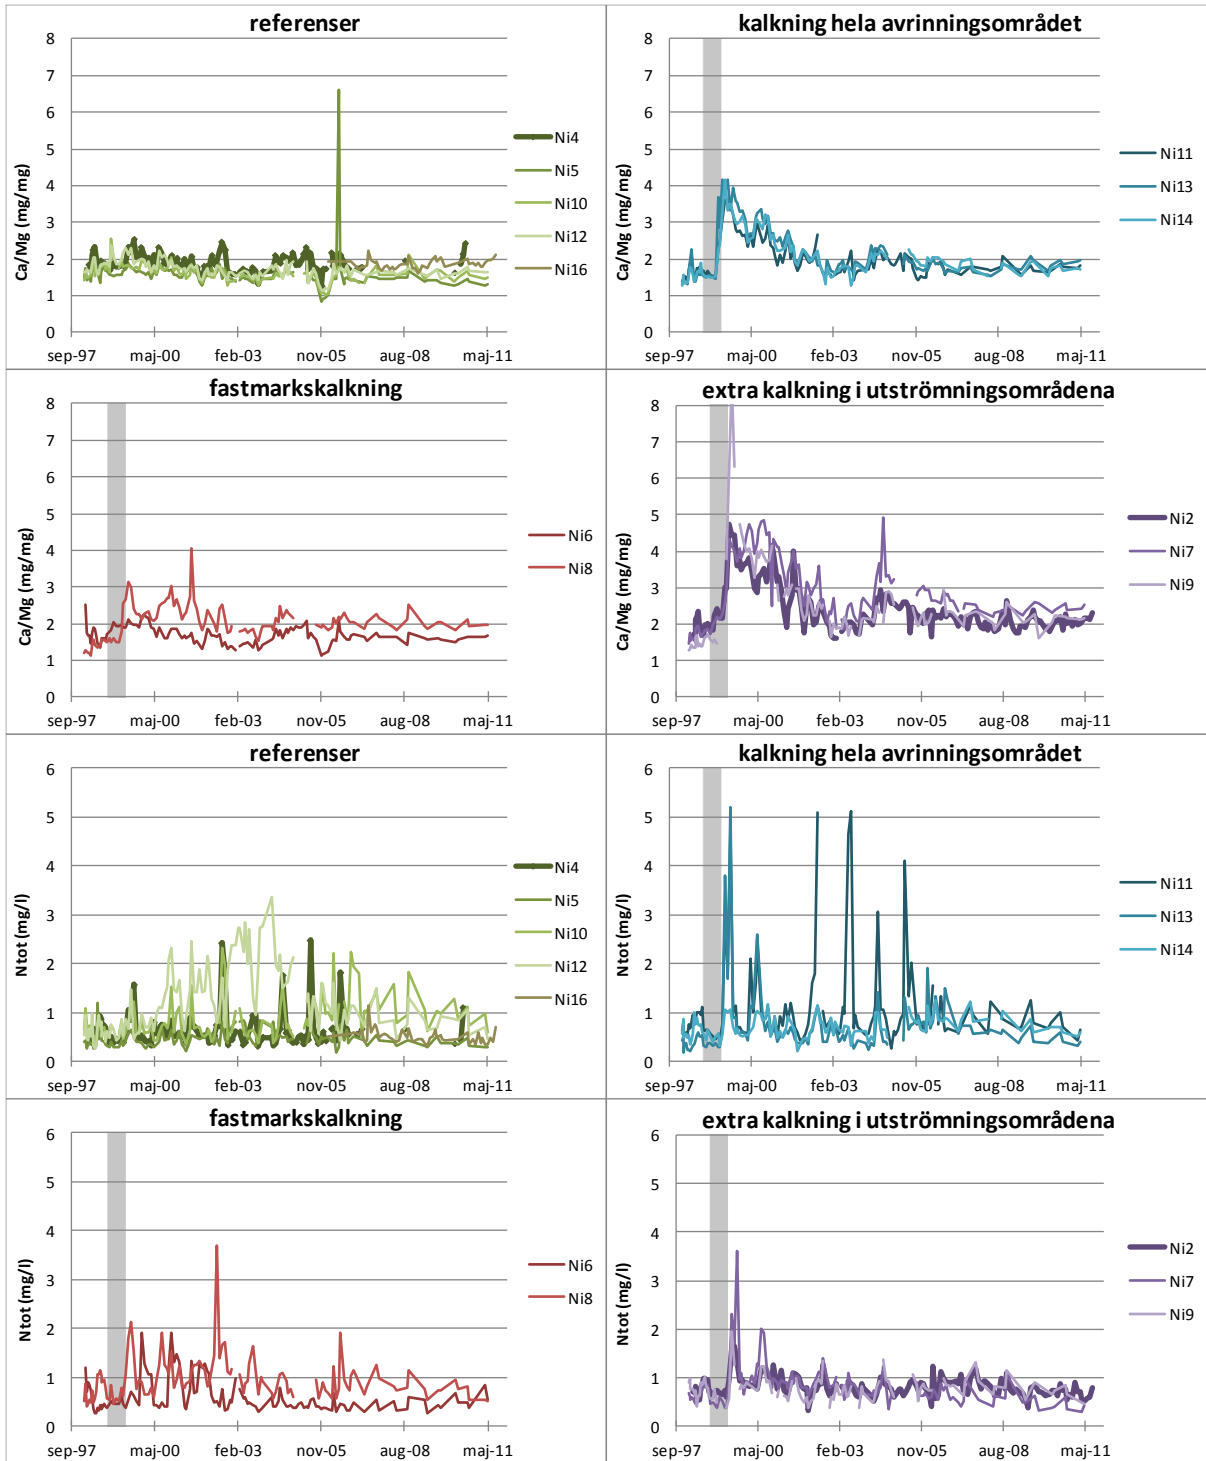 referenser
8
7
6
5
4
3
2
1
0
Ca/Mg (mg/mg)
sep-97 maj-00 feb-03 nov-05 aug-08 maj-11
Ni4
Ni5
Ni10
Ni12
Ni16
kalkning hela avrinningsområdet
8
7
6
5
4
3
2
1
0
Ca/Mg (mg/mg)
sep-97 maj-00 feb-03 nov-05 aug-08 maj-11
Ni11
Ni13
Ni14
fastmarkskalkning
8
7
6
5
4
3
2
1
0
Ca/Mg (mg/mg)
sep-97 maj-00 feb-03 nov-05 aug-08 maj-11
Ni6
Ni8
extra kalkning i utströmningsområdena
8
7
6
5
4
3
2
1
0
Ca/Mg (mg/mg)
sep-97 maj-00 feb-03 nov-05 aug-08 maj-11
Ni2
Ni7
Ni9
referenser
6
5
4
3
2
1
0
Ntot (mg/l)
sep-97 maj-00 feb-03 nov-05 aug-08 maj-11
Ni4
Ni5
Ni10
Ni12
Ni16
kalkning hela avrinningsområdet
6
5
4
3
2
1
0
Ntot (mg/l)
sep-97 maj-00 feb-03 nov-05 aug-08 maj-11
Ni11
Ni13
Ni14
fastmarkskalkning
6
5
4
3
2
1
0
Ntot (mg/l)
sep-97 maj-00 feb-03 nov-05 aug-08 maj-11
Ni6
Ni8
extra kalkning i utströmningsområdena
6
5
4
3
2
1
0
Ntot (mg/l)
sep-97 maj-00 feb-03 nov-05 aug-08 maj-11
Ni2
Ni7
Ni9